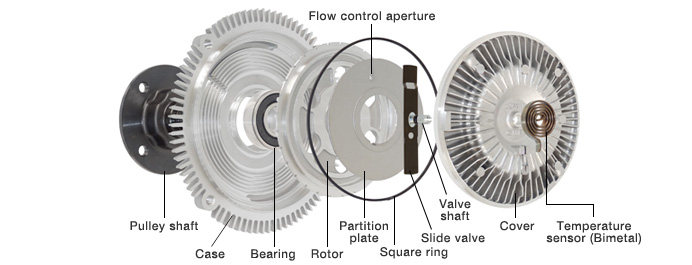 Flow control aperture
Pulley shaft
Case
Bearing
Rotor
Partition
plate
Square ring
Slide valve
Valve
shaft
Cover
Temperature
sensor (Bimetal)